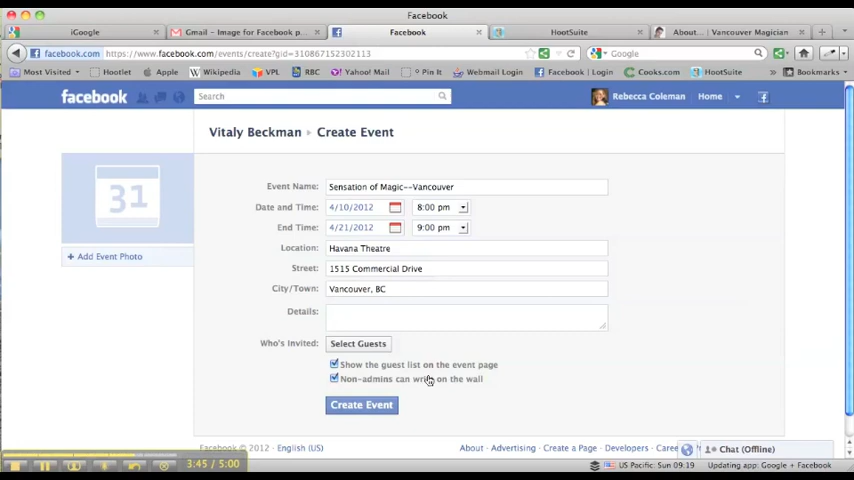 Facebook
iGoogle
Gmail - Image for Facebook p...
Facebook
HootSuite
About... | Vancouver Magician
facebook.com
https://www.facebook.com/events/create?gid=310867152302113
Google
Most Visited
Hootlet
Apple
Wikipedia
VPL
RBC
Yahoo! Mail
Pin It
Webmail Login
Facebook | Login
Cooks.com
HootSuite
Bookmarks
facebook
Search
Rebecca Coleman
Home
Vitaly Beckman
Create Event
31
+ Add Event Photo
Event Name: Sensation of Magic--Vancouver
Date and Time: 4/10/2012 8:00 pm
End Time: 4/21/2012 9:00 pm
Location: Havana Theatre
Street: 1515 Commercial Drive
City/Town: Vancouver, BC
Details:
Who's Invited: Select Guests
Show the guest list on the event page
Non-admins can write on the wall
Create Event
Facebook © 2012 · English (US)
About · Advertising · Create a Page · Developers · Caree
Chat (Offline)
3:45 / 5:00
US Pacific: Sun 09:19
Updating app: Google + Facebook